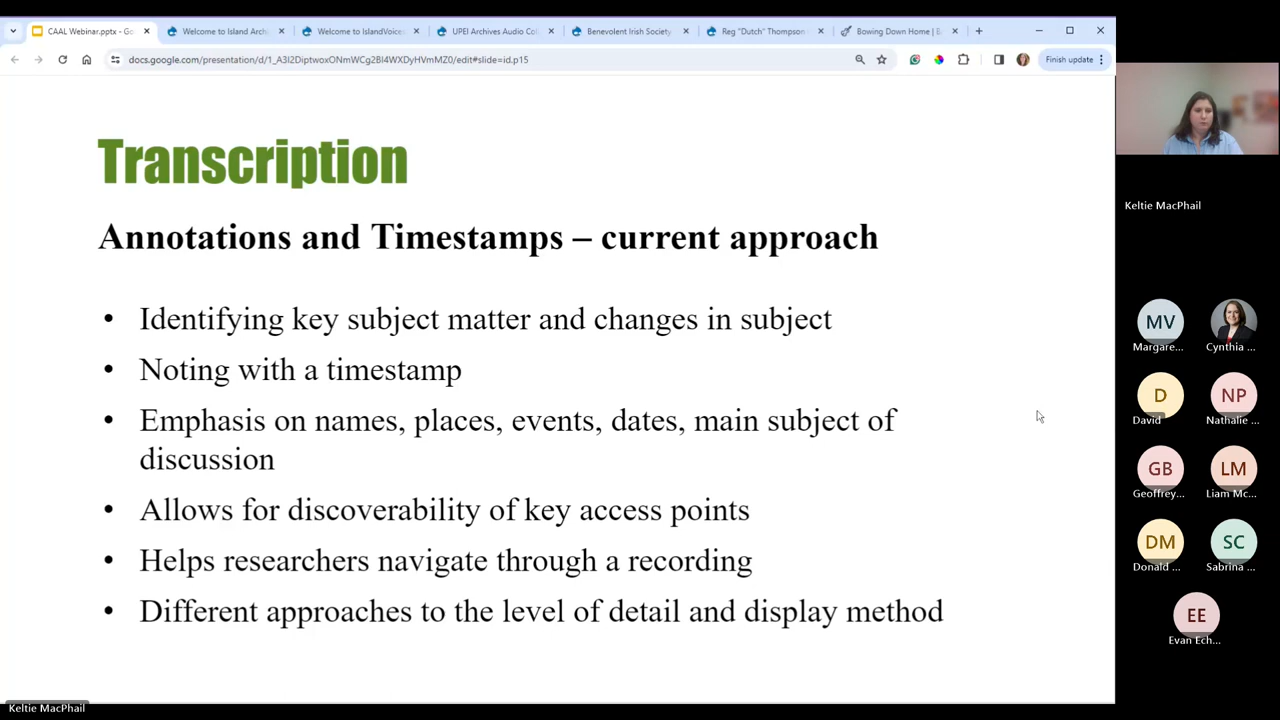 CAAL Webinar.pptx - Go
Welcome to Island Arch
Welcome to IslandVoices
UPEI Archives Audio Col
Benevolent Irish Society
Reg "Dutch" Thompson
Bowing Down Home | B
docs.google.com/presentation/d/1_A3I2DiptwoxONmWCg2BI4WXDyHVmMZ0/edit#slide=id.p15
Finish update
Transcription
Annotations and Timestamps – current approach
• Identifying key subject matter and changes in subject
• Noting with a timestamp
• Emphasis on names, places, events, dates, main subject of
discussion
• Allows for discoverability of key access points
• Helps researchers navigate through a recording
• Different approaches to the level of detail and display method
Keltie MacPhail
Keltie MacPhail
MV
Margare...
Cynthia ...
D
David
NP
Nathalie ...
GB
Geoffrey...
LM
Liam Mc...
DM
Donald ...
SC
Sabrina ...
EE
Evan Ech...